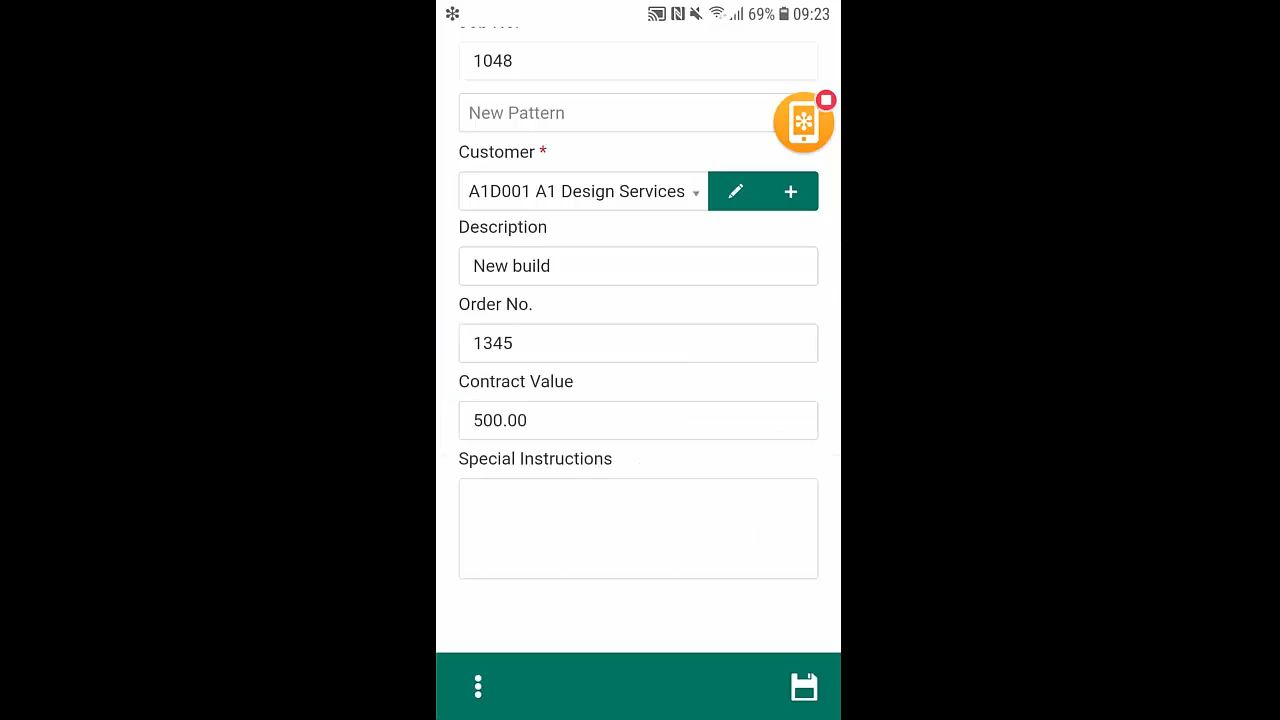 69% 09:23
1048
New Pattern
Customer *
A1D001 A1 Design Services
Description
New build
Order No.
1345
Contract Value
500.00
Special Instructions